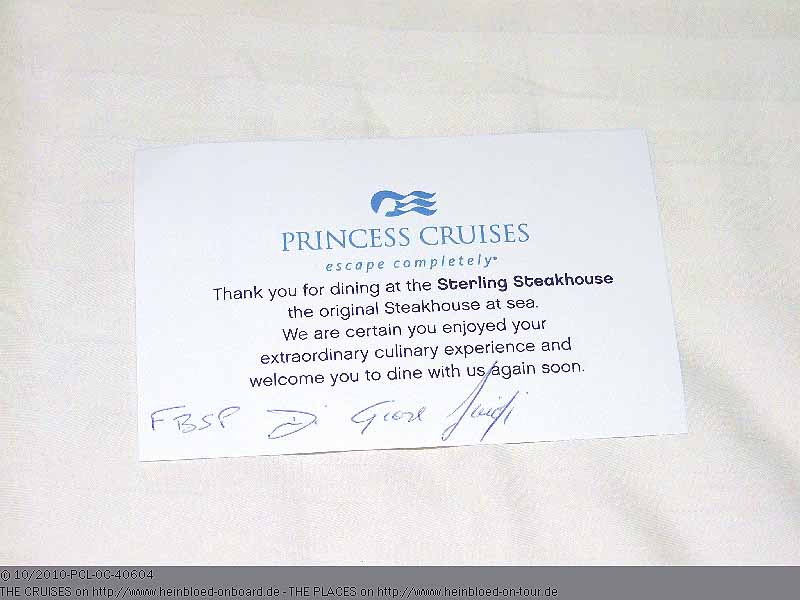 PRINCESS CRUISES
escape completely®
Thank you for dining at the Sterling Steakhouse
the original Steakhouse at sea.
We are certain you enjoyed your
extraordinary culinary experience and
welcome you to dine with us again soon.
FBSP Di
© 10/2010-PCL-OC-40604
THE CRUISES on http://www.heinbloed-onboard.de - THE PLACES on http://www.heinbloed-on-tour.de